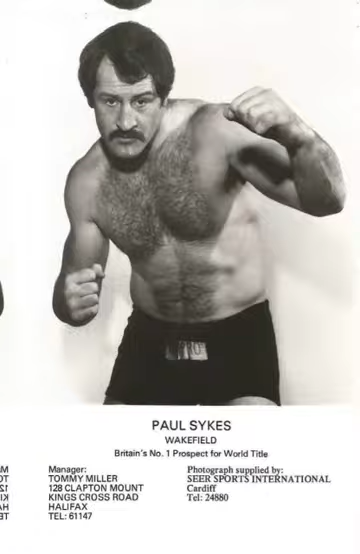 PAUL SYKES
WAKEFIELD
Britain's No. 1 Prospect for World Title
Manager:
TOMMY MILLER
128 CLAPTON MOUNT
KINGS CROSS ROAD
HALIFAX
TEL: 61147
Photograph supplied by:
SEER SPORTS INTERNATIONAL
Cardiff
Tel: 24880